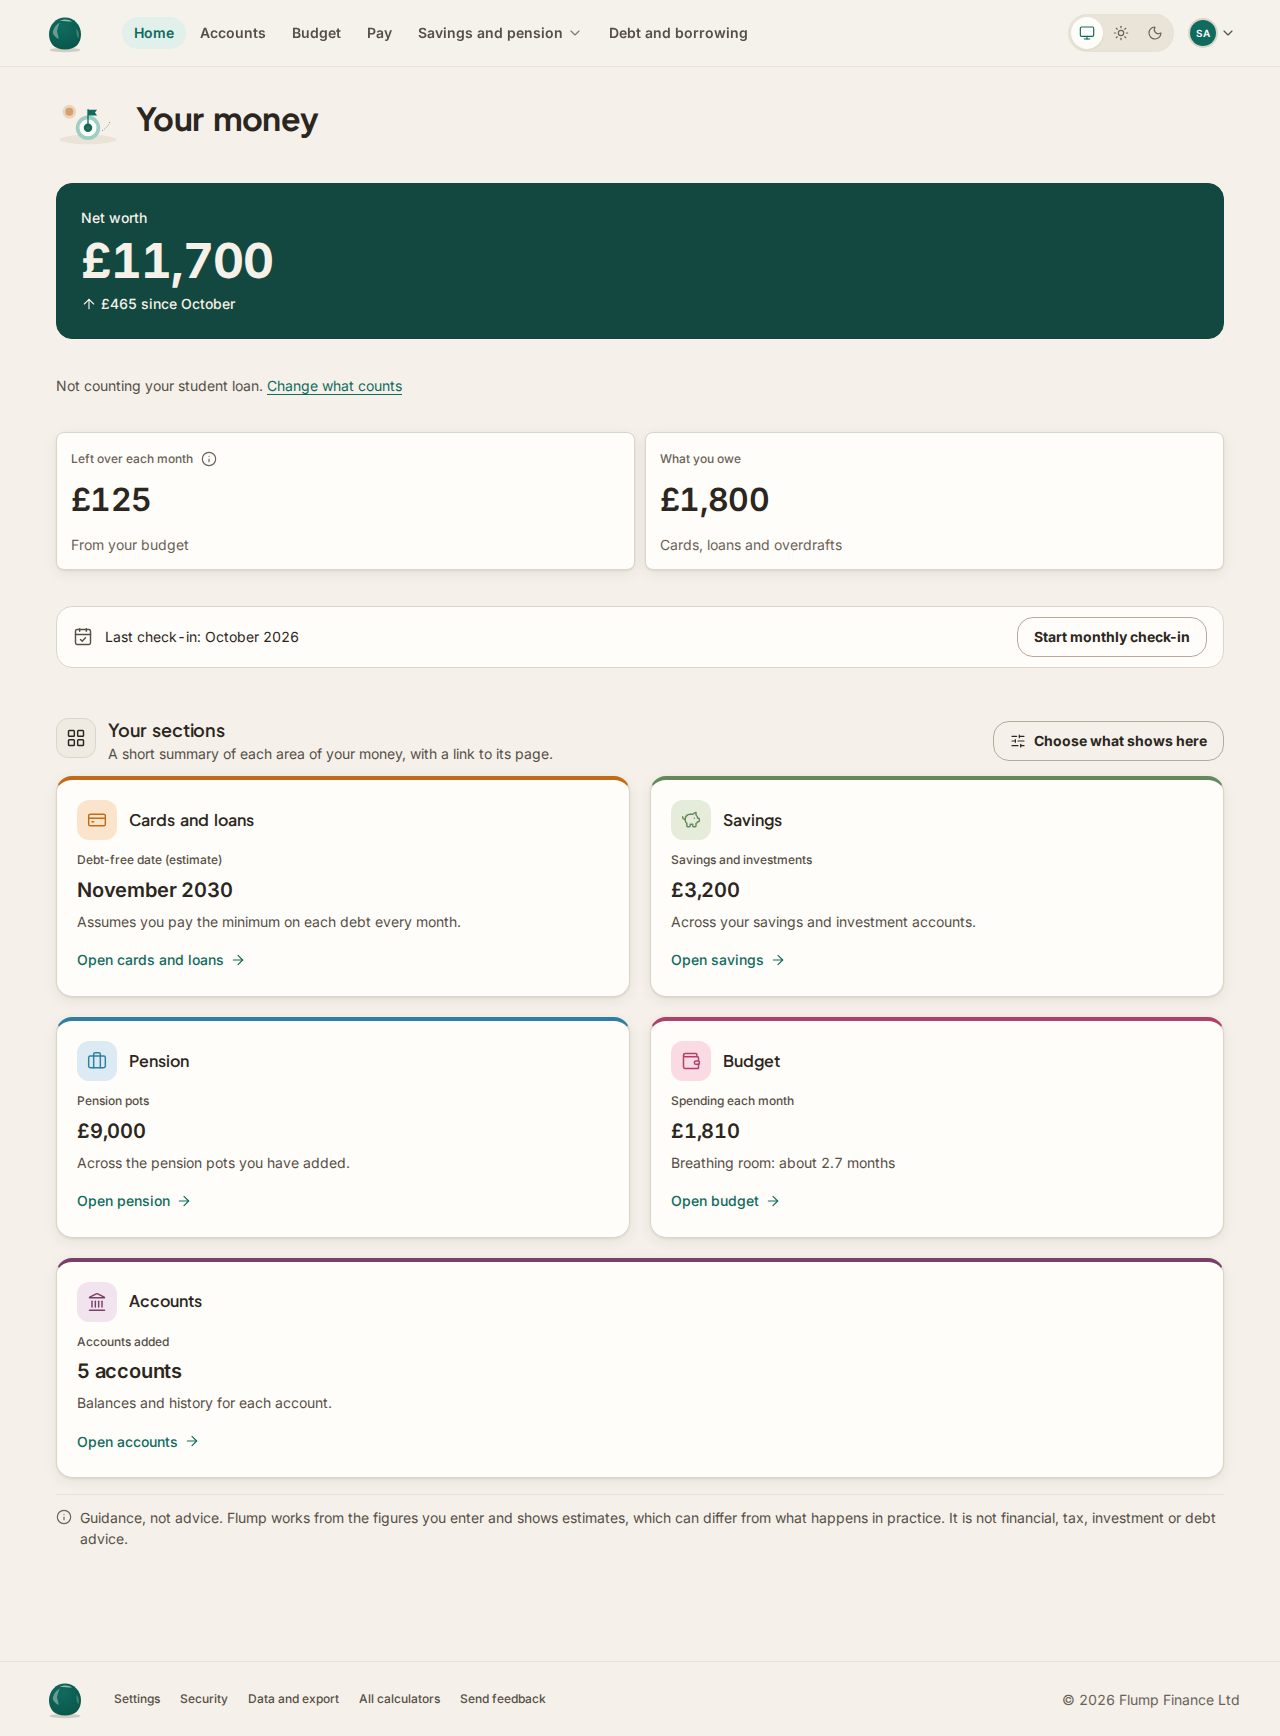 Home
Accounts
Budget
Pay
Savings and pension
Debt and borrowing
SA
Your money
Net worth
£11,700
£465 since October
Not counting your student loan. Change what counts
Left over each month
£125
From your budget
What you owe
£1,800
Cards, loans and overdrafts
Last check-in: October 2026
Start monthly check-in
Your sections
A short summary of each area of your money, with a link to its page.
Choose what shows here
Cards and loans
Debt-free date (estimate)
November 2030
Assumes you pay the minimum on each debt every month.
Open cards and loans
Savings
Savings and investments
£3,200
Across your savings and investment accounts.
Open savings
Pension
Pension pots
£9,000
Across the pension pots you have added.
Open pension
Budget
Spending each month
£1,810
Breathing room: about 2.7 months
Open budget
Accounts
Accounts added
5 accounts
Balances and history for each account.
Open accounts
Guidance, not advice. Flump works from the figures you enter and shows estimates, which can differ from what happens in practice. It is not financial, tax, investment or debt
advice.
Settings
Security
Data and export
All calculators
Send feedback
© 2026 Flump Finance Ltd